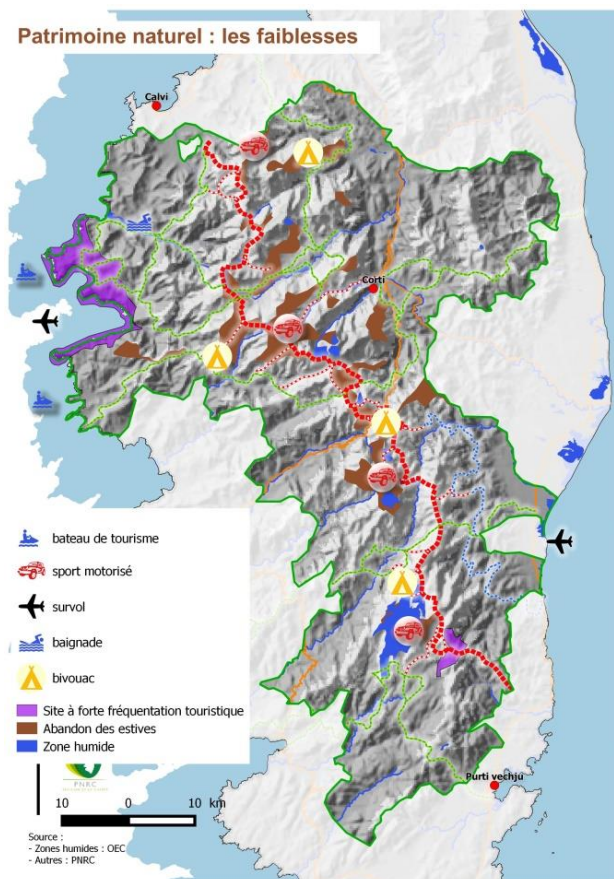 Patrimoine naturel : les faiblesses
Calvi
Corti
bateau de tourisme
sport motorisé
survol
baignade
bivouac
Site à forte fréquentation touristique
Abandon des estives
Zone humide
PNRC
10 0 10 km
Purti vechju
Source :
- Zones humides : OEC
- Autres : PNRC